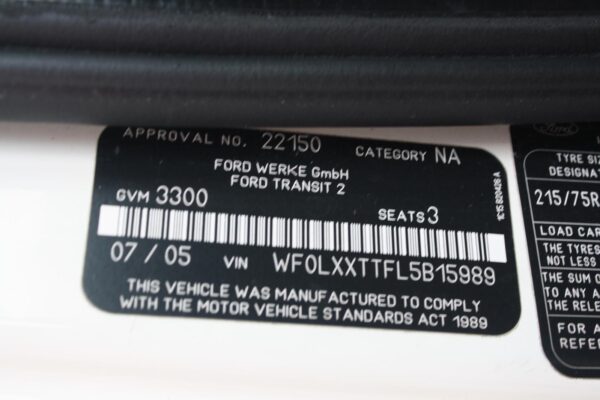 APPROVAL NO. 22150 CATEGORY NA
FORD WERKE GmbH
FORD TRANSIT 2
GVM 3300 SEATS 3
07 / 05 VIN WF0LXXTTFL5B15989
THIS VEHICLE WAS MANUFACTURED TO COMPLY
WITH THE MOTOR VEHICLE STANDARDS ACT 1989
Ford
TYRE SIZ
DESIGNAT
215/75R
LOAD CAR
THE TYRES
NOT LESS
THE SUM O
TO ANY A
THE RELE
FOR A
REFER